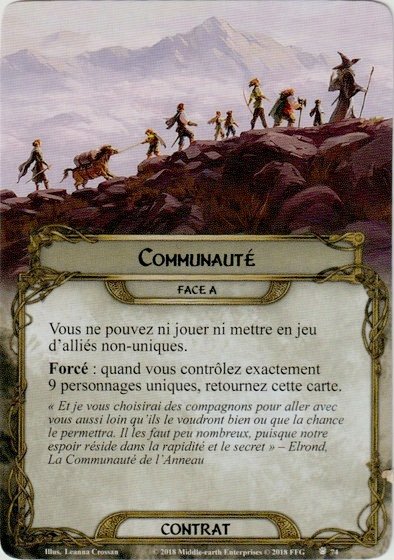 COMMUNAUTÉ
FACE A
Vous ne pouvez ni jouer ni mettre en jeu
d'alliés non-uniques.
Forcé : quand vous contrôlez exactement
9 personnages uniques, retournez cette carte.
« Et je vous choisirai des compagnons pour aller avec
vous aussi loin qu'ils le voudront bien ou que la chance
le permettra. Il les faut peu nombreux, puisque notre
espoir réside dans la rapidité et le secret » – Elrond,
La Communauté de l'Anneau
CONTRAT
Illus. Leanna Crossan © 2018 Middle-earth Enterprises © 2018 FFG 74